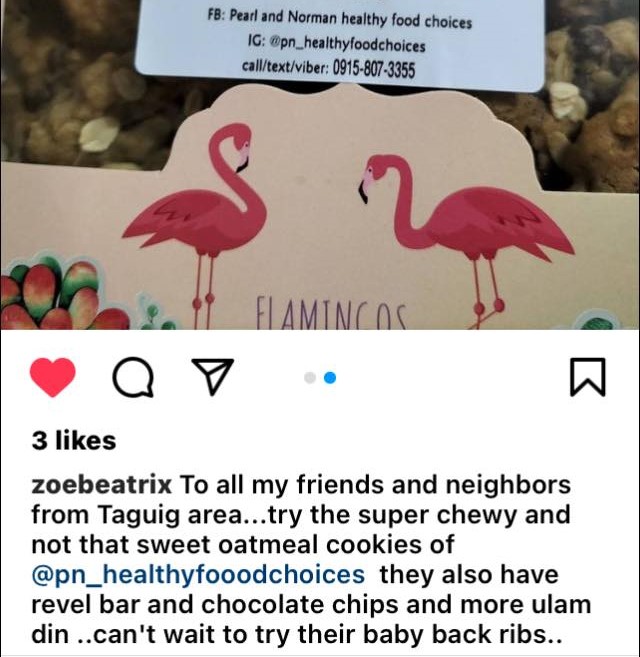 FB: Pearl and Norman healthy food choices
IG: @pn_healthyfoodchoices
call/text/viber: 0915-807-3355
FLAMINGOS
3 likes
zoebeatrix To all my friends and neighbors
from Taguig area...try the super chewy and
not that sweet oatmeal cookies of
@pn_healthyfooodchoices they also have
revel bar and chocolate chips and more ulam
din ..can't wait to try their baby back ribs..